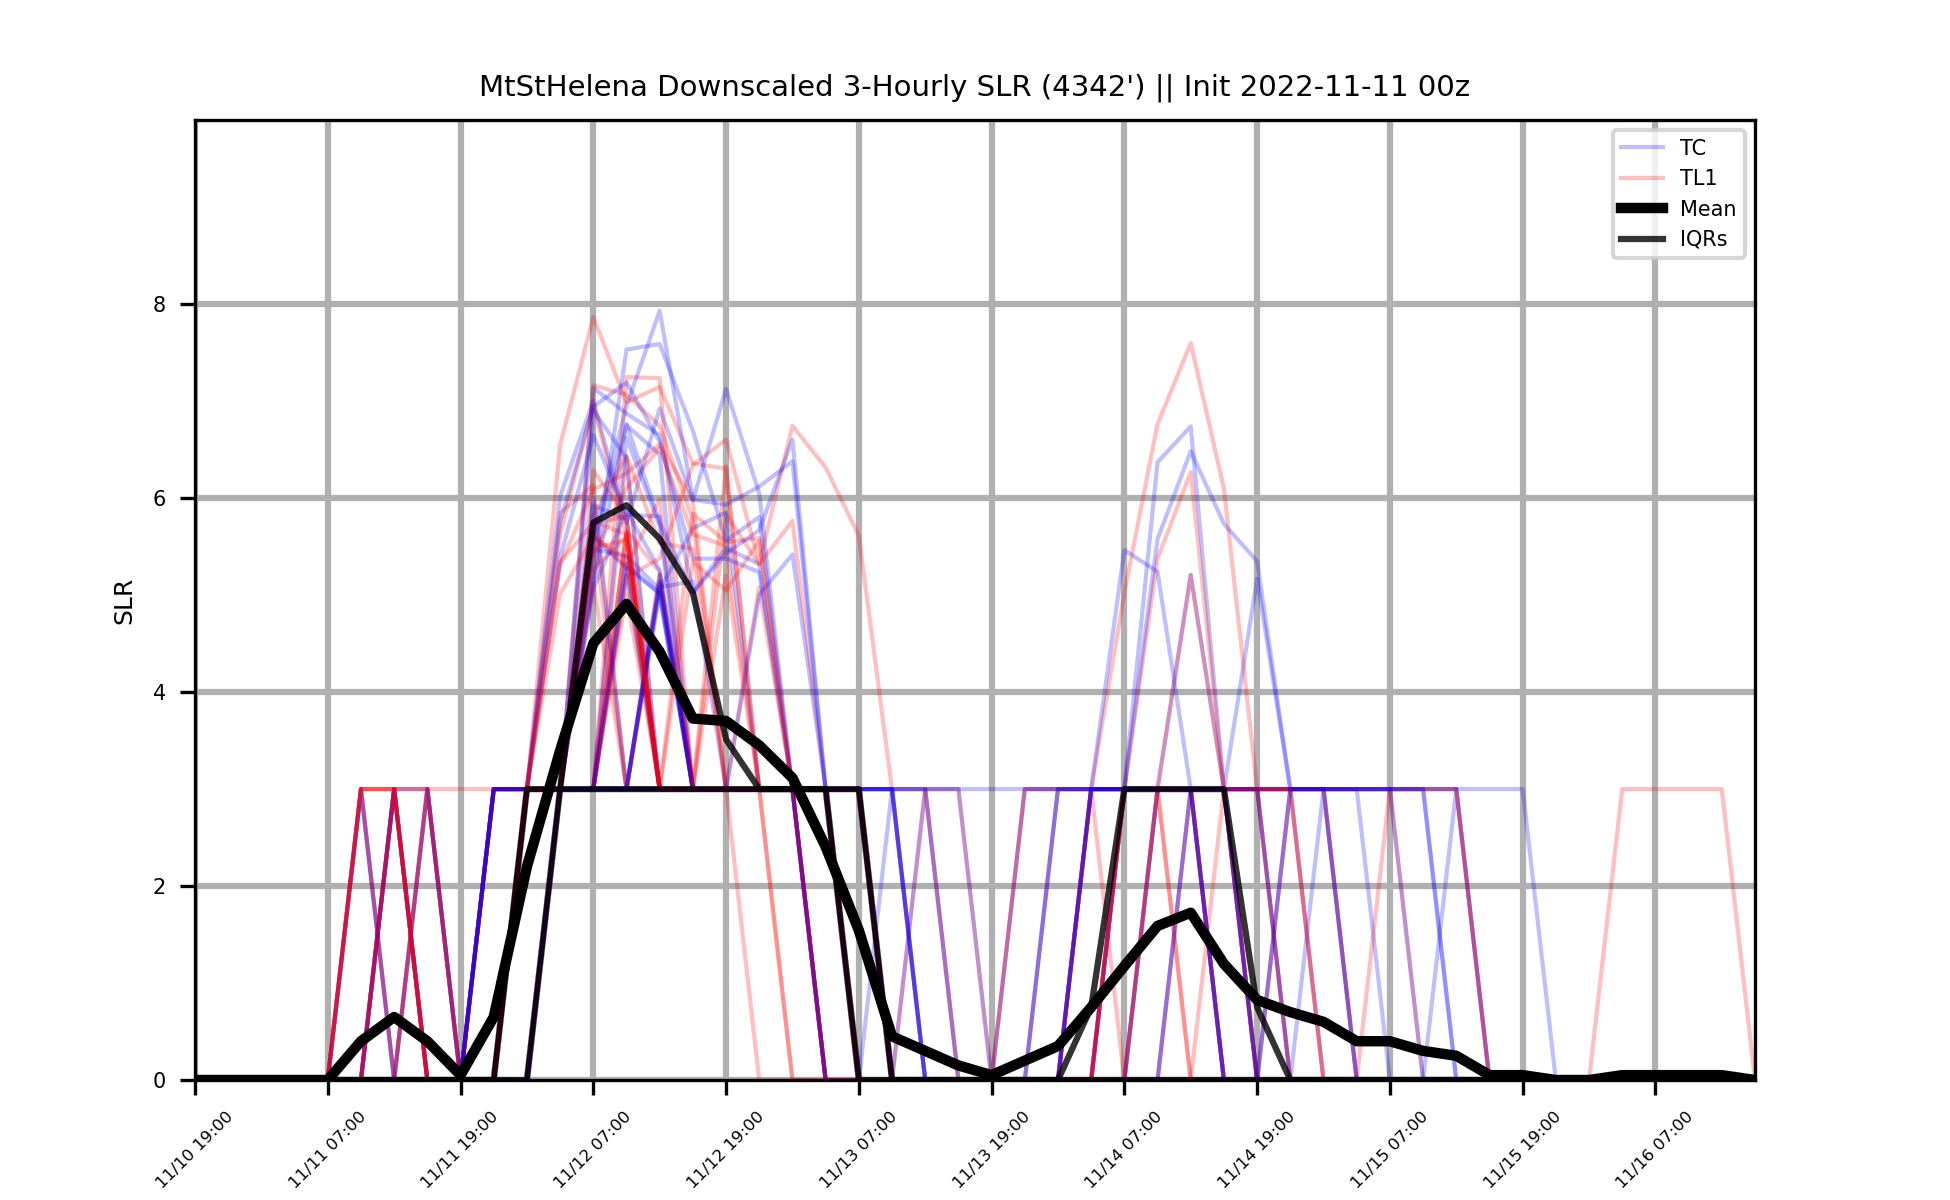 MtStHelena Downscaled 3-Hourly SLR (4342') || Init 2022-11-11 00z
TC
TL1
Mean
IQRs
SLR
8
6
4
2
0
11/10 19:00
11/11 07:00
11/11 19:00
11/12 07:00
11/12 19:00
11/13 07:00
11/13 19:00
11/14 07:00
11/14 19:00
11/15 07:00
11/15 19:00
11/16 07:00